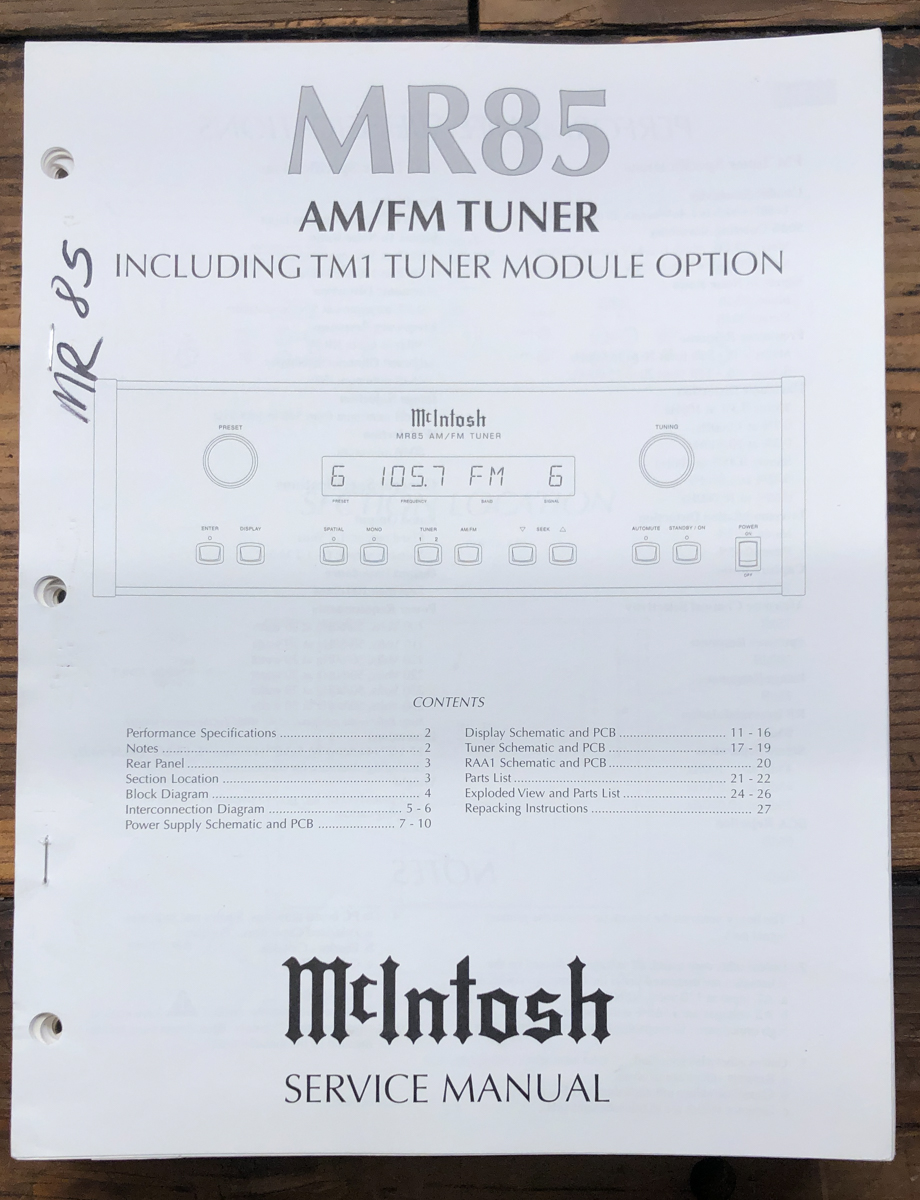 MR85
AM/FM TUNER
INCLUDING TM1 TUNER MODULE OPTION
MR 85
McIntosh
MR85 AM/FM TUNER
PRESET
TUNING
6 105.7 FM 6
PRESET FREQUENCY BAND SIGNAL
ENTER DISPLAY SPATIAL MONO TUNER AM/FM ▽ SEEK △ AUTOMUTE STANDBY / ON POWER
1 2
ON
OFF
CONTENTS
Performance Specifications ........................................ 2
Notes ........................................ 2
Rear Panel ........................................ 3
Section Location ........................................ 3
Block Diagram ........................................ 4
Interconnection Diagram ........................................ 5 - 6
Power Supply Schematic and PCB ....................... 7 - 10
Display Schematic and PCB ............................... 11 - 16
Tuner Schematic and PCB ................................. 17 - 19
RAA1 Schematic and PCB ........................................ 20
Parts List ........................................ 21 - 22
Exploded View and Parts List ............................. 24 - 26
Repacking Instructions ........................................ 27
McIntosh
SERVICE MANUAL